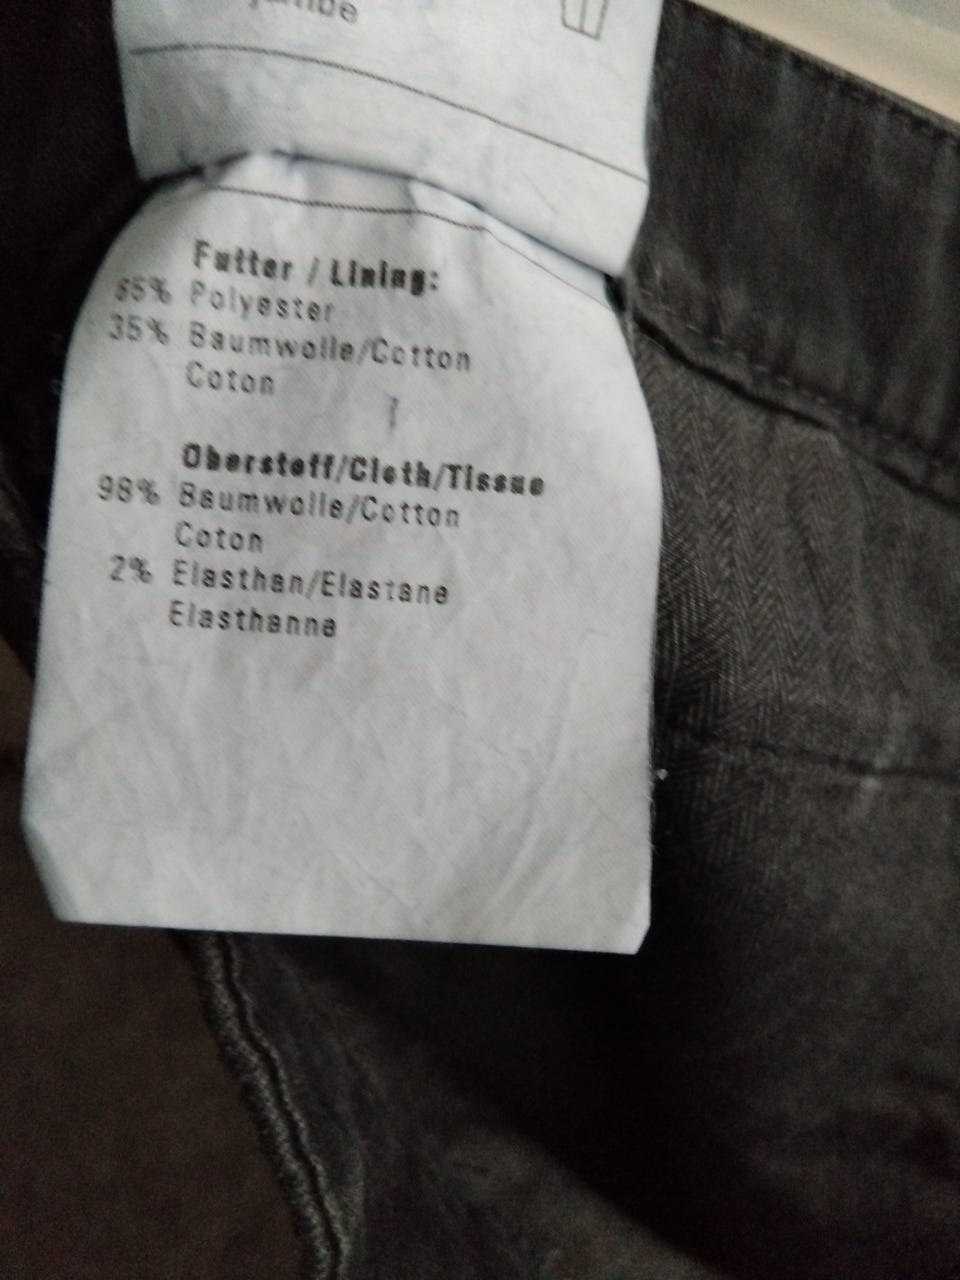 Futter / Lining:
65% Polyester
35% Baumwolle/Cotton
Coton
Oberstoff/Cloth/Tissue
98% Baumwolle/Cotton
Coton
2% Elasthan/Elastane
Elasthanne